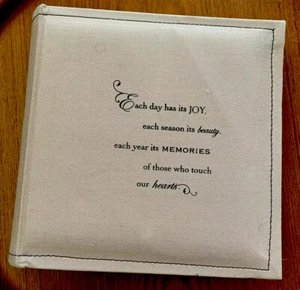 Each day has its JOY.
each season its beauty.
each year its MEMORIES
of those who touch
our hearts